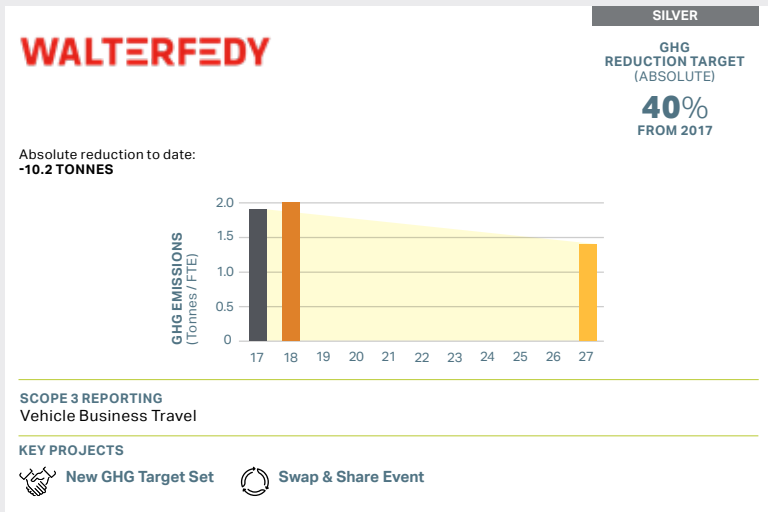 SILVER
WALTERFEDY
GHG
REDUCTION TARGET
(ABSOLUTE)
40%
FROM 2017
Absolute reduction to date:
-10.2 TONNES
GHG EMISSIONS
(Tonnes / FTE)
2.0
1.5
1.0
0.5
0
17 18 19 20 21 22 23 24 25 26 27
SCOPE 3 REPORTING
Vehicle Business Travel
KEY PROJECTS
New GHG Target Set
Swap & Share Event